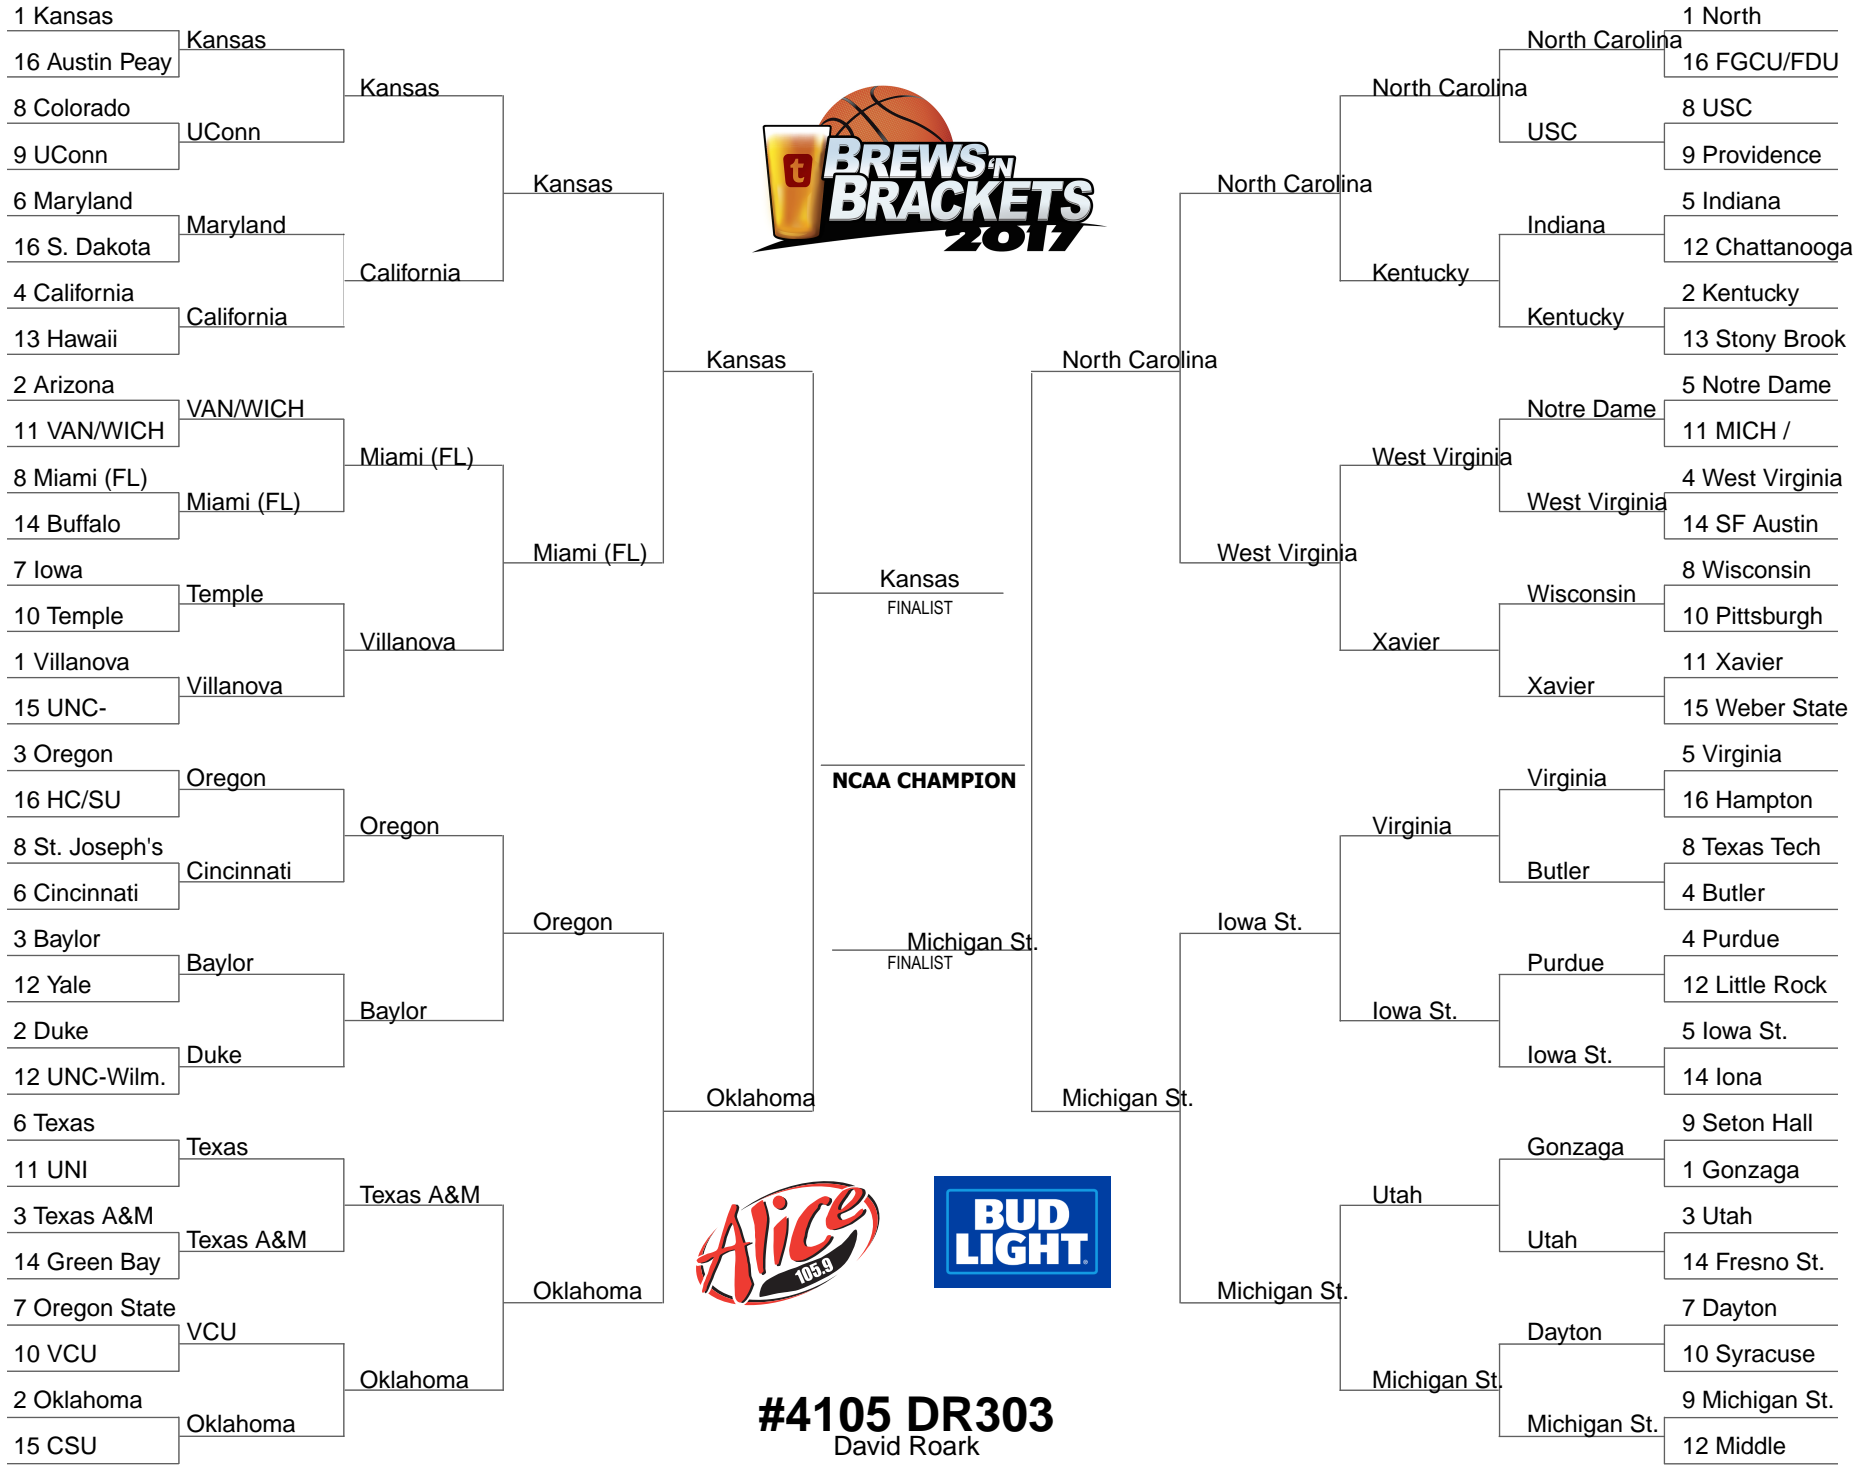 1 Kansas
16 Austin Peay
8 Colorado
9 UConn
6 Maryland
16 S. Dakota
4 California
13 Hawaii
2 Arizona
11 VAN/WICH
8 Miami (FL)
14 Buffalo
7 Iowa
10 Temple
1 Villanova
15 UNC-
3 Oregon
16 HC/SU
8 St. Joseph's
6 Cincinnati
3 Baylor
12 Yale
2 Duke
12 UNC-Wilm.
6 Texas
11 UNI
3 Texas A&M
14 Green Bay
7 Oregon State
10 VCU
2 Oklahoma
15 CSU
Kansas
UConn
Maryland
California
VAN/WICH
Miami (FL)
Temple
Villanova
Oregon
Cincinnati
Baylor
Duke
Texas
Texas A&M
VCU
Oklahoma
Kansas
California
Miami (FL)
Villanova
Oregon
Baylor
Texas A&M
Oklahoma
Kansas
Miami (FL)
Oregon
Oklahoma
Kansas
Oklahoma
t
BREWS 'N
BRACKETS
2017
Kansas
FINALIST
NCAA CHAMPION
Michigan St.
FINALIST
Alice
105.9
BUD
LIGHT
#4105 DR303
David Roark
North Carolina
Michigan St.
North Carolina
West Virginia
Iowa St.
Michigan St.
North Carolina
Kentucky
West Virginia
Xavier
Virginia
Iowa St.
Utah
Michigan St.
North Carolina
USC
Indiana
Kentucky
Notre Dame
West Virginia
Wisconsin
Xavier
Virginia
Butler
Purdue
Iowa St.
Gonzaga
Utah
Dayton
Michigan St.
1 North
16 FGCU/FDU
8 USC
9 Providence
5 Indiana
12 Chattanooga
2 Kentucky
13 Stony Brook
5 Notre Dame
11 MICH /
4 West Virginia
14 SF Austin
8 Wisconsin
10 Pittsburgh
11 Xavier
15 Weber State
5 Virginia
16 Hampton
8 Texas Tech
4 Butler
4 Purdue
12 Little Rock
5 Iowa St.
14 Iona
9 Seton Hall
1 Gonzaga
3 Utah
14 Fresno St.
7 Dayton
10 Syracuse
9 Michigan St.
12 Middle